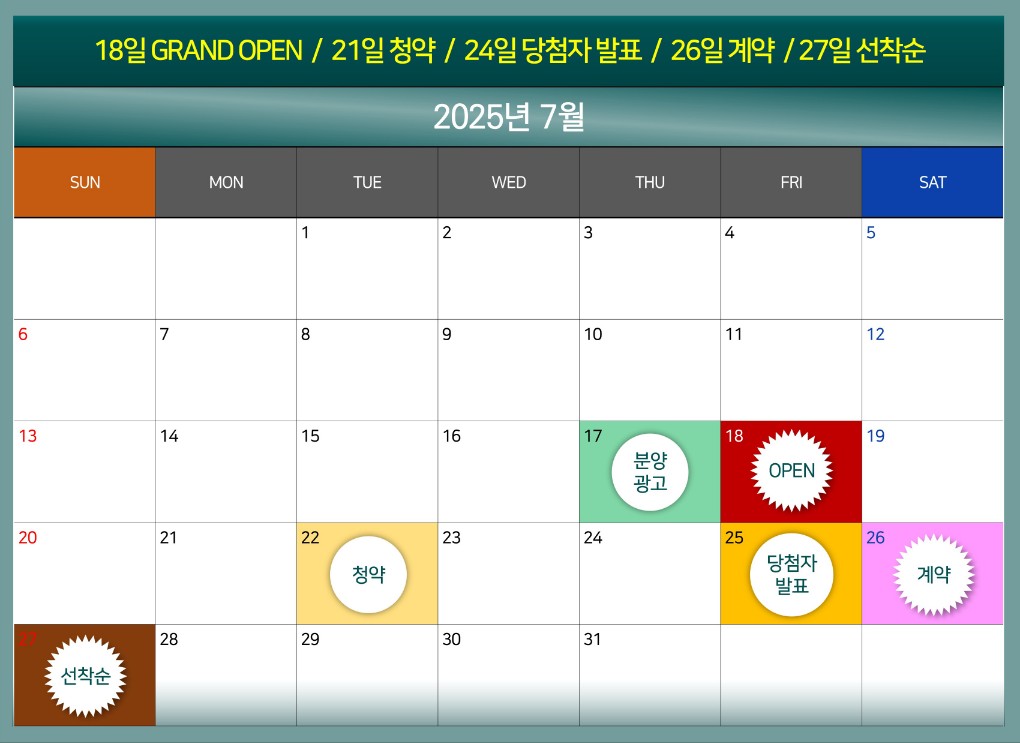 18일 GRAND OPEN / 21일 청약 / 24일 당첨자 발표 / 26일 계약 / 27일 선착순
2025년 7월
SUN MON TUE WED THU FRI SAT
1 2 3 4 5
6 7 8 9 10 11 12
13 14 15 16 17 18 19
분양
광고
OPEN
20 21 22 23 24 25 26
청약
당첨자
발표
계약
27 28 29 30 31
선착순